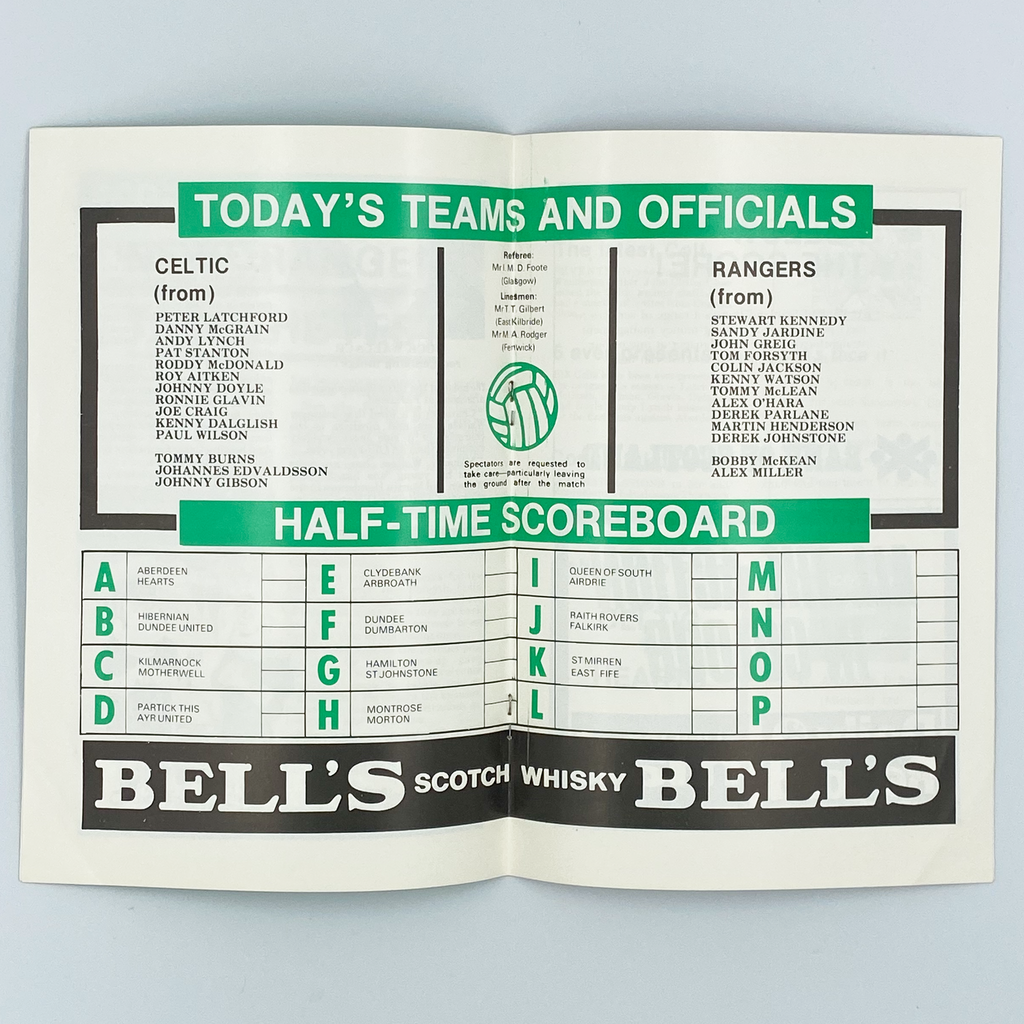 TODAY'S TEAMS AND OFFICIALS
CELTIC
(from)
PETER LATCHFORD
DANNY McGRAIN
ANDY LYNCH
PAT STANTON
RODDY McDONALD
ROY AITKEN
JOHNNY DOYLE
RONNIE GLAVIN
JOE CRAIG
KENNY DALGLISH
PAUL WILSON
TOMMY BURNS
JOHANNES EDVALDSSON
JOHNNY GIBSON
Referee:
Mr I. M. D. Foote
(Glasgow)
Linesmen:
Mr T. T. Gilbert
(East Kilbride)
Mr M. A. Rodger
(Fenwick)
Spectators are requested to
take care—particularly leaving
the ground after the match
RANGERS
(from)
STEWART KENNEDY
SANDY JARDINE
JOHN GREIG
TOM FORSYTH
COLIN JACKSON
KENNY WATSON
TOMMY McLEAN
ALEX O'HARA
DEREK PARLANE
MARTIN HENDERSON
DEREK JOHNSTONE
BOBBY McKEAN
ALEX MILLER
HALF-TIME SCOREBOARD
A ABERDEEN
HEARTS
B HIBERNIAN
DUNDEE UNITED
C KILMARNOCK
MOTHERWELL
D PARTICK THIS
AYR UNITED
E CLYDEBANK
ARBROATH
F DUNDEE
DUMBARTON
G HAMILTON
ST JOHNSTONE
H MONTROSE
MORTON
I QUEEN OF SOUTH
AIRDRIE
J RAITH ROVERS
FALKIRK
K ST MIRREN
EAST FIFE
L
M
N
O
P
BELL'S SCOTCH WHISKY BELL'S